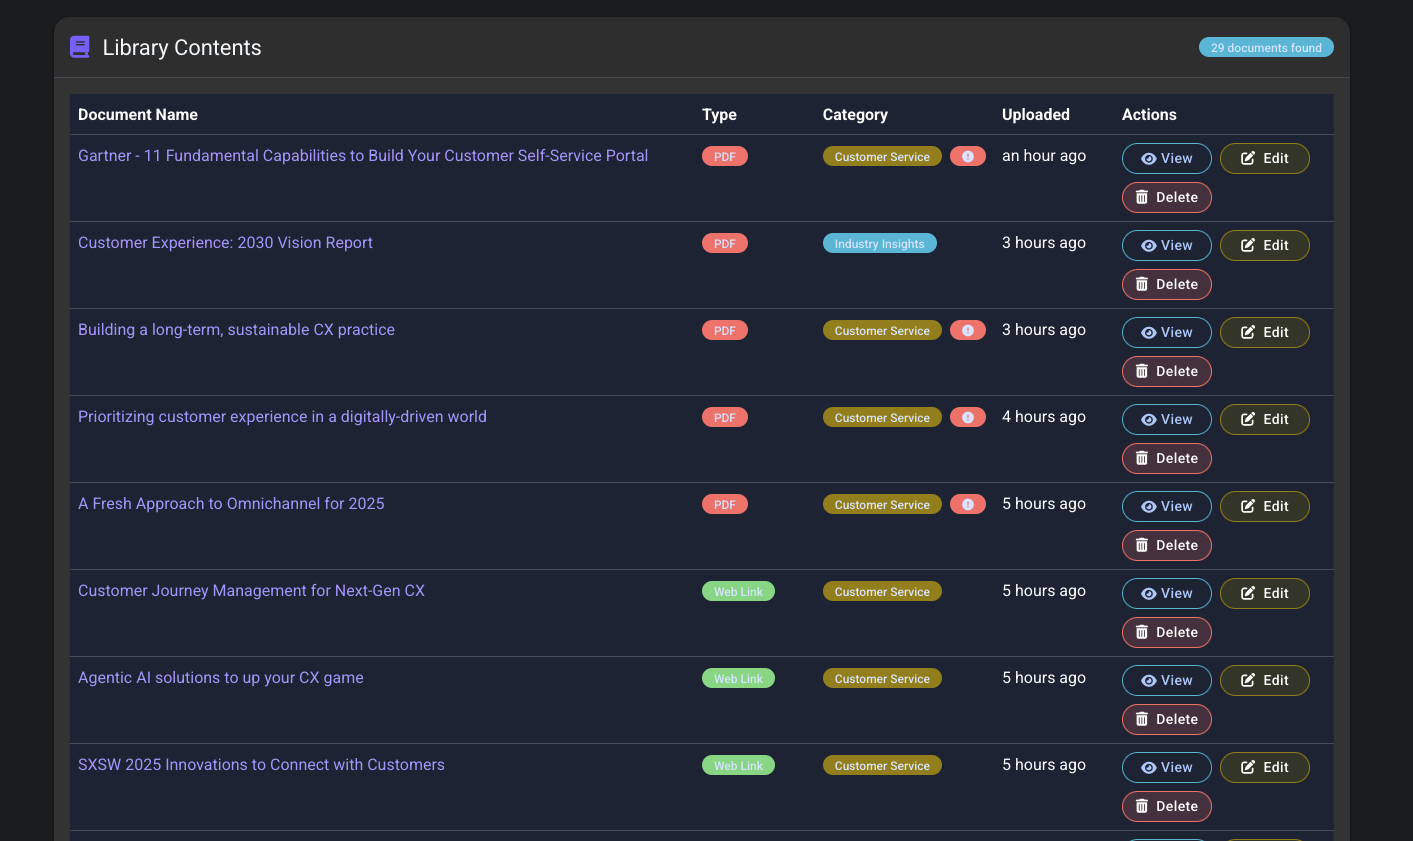 Library Contents
29 documents found
Document Name Type Category Uploaded Actions
Gartner - 11 Fundamental Capabilities to Build Your Customer Self-Service Portal PDF Customer Service ! an hour ago View Edit
Delete
Customer Experience: 2030 Vision Report PDF Industry Insights 3 hours ago View Edit
Delete
Building a long-term, sustainable CX practice PDF Customer Service ! 3 hours ago View Edit
Delete
Prioritizing customer experience in a digitally-driven world PDF Customer Service ! 4 hours ago View Edit
Delete
A Fresh Approach to Omnichannel for 2025 PDF Customer Service ! 5 hours ago View Edit
Delete
Customer Journey Management for Next-Gen CX Web Link Customer Service 5 hours ago View Edit
Delete
Agentic AI solutions to up your CX game Web Link Customer Service 5 hours ago View Edit
Delete
SXSW 2025 Innovations to Connect with Customers Web Link Customer Service 5 hours ago View Edit
Delete